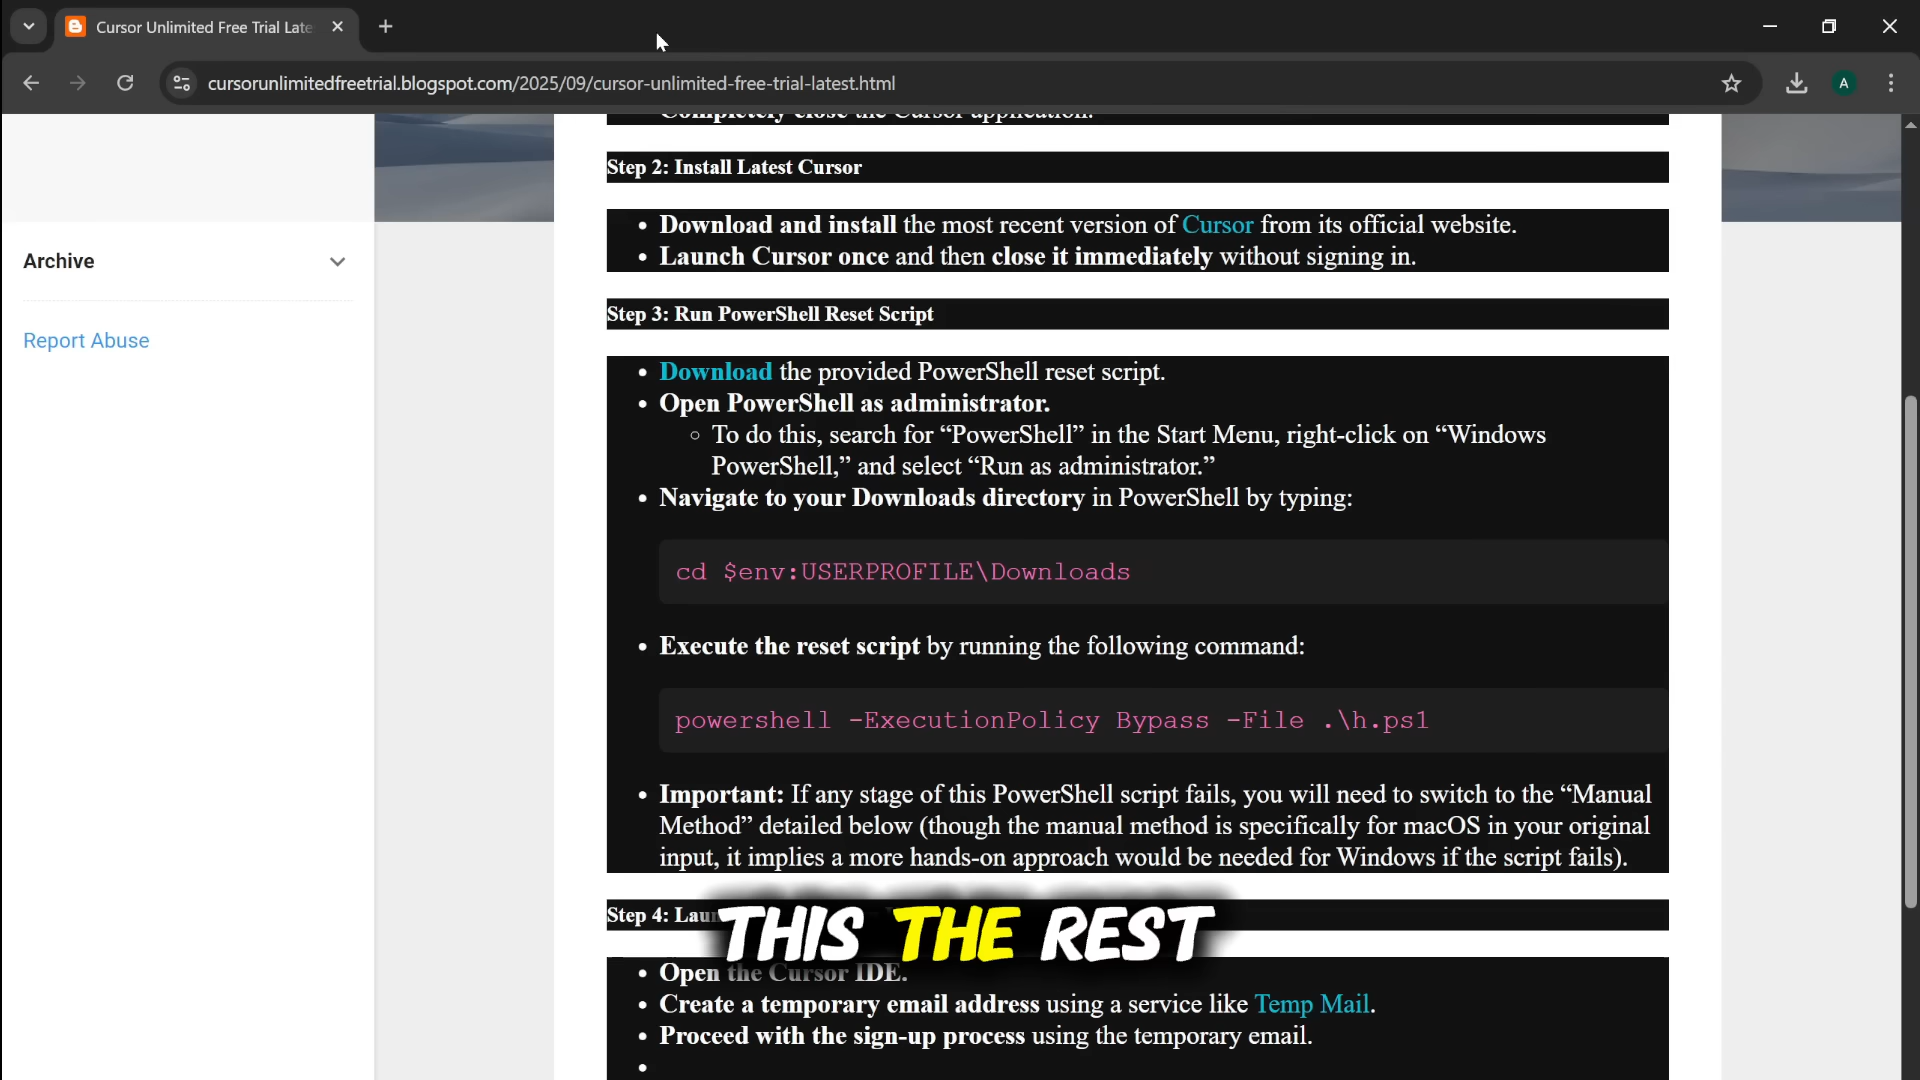 Cursor Unlimited Free Trial Late
cursorunlimitedfreetrial.blogspot.com/2025/09/cursor-unlimited-free-trial-latest.html
A
Completely close the Cursor application.
Step 2: Install Latest Cursor
• Download and install the most recent version of Cursor from its official website.
• Launch Cursor once and then close it immediately without signing in.
Archive
Step 3: Run PowerShell Reset Script
Report Abuse
• Download the provided PowerShell reset script.
• Open PowerShell as administrator.
○ To do this, search for “PowerShell” in the Start Menu, right-click on “Windows
PowerShell,” and select “Run as administrator.”
• Navigate to your Downloads directory in PowerShell by typing:
cd $env:USERPROFILE\Downloads
• Execute the reset script by running the following command:
powershell -ExecutionPolicy Bypass -File .\h.ps1
• Important: If any stage of this PowerShell script fails, you will need to switch to the “Manual
Method” detailed below (though the manual method is specifically for macOS in your original
input, it implies a more hands-on approach would be needed for Windows if the script fails).
Step 4: Lau
THIS THE REST
• Open the Cursor IDE.
• Create a temporary email address using a service like Temp Mail.
• Proceed with the sign-up process using the temporary email.
•